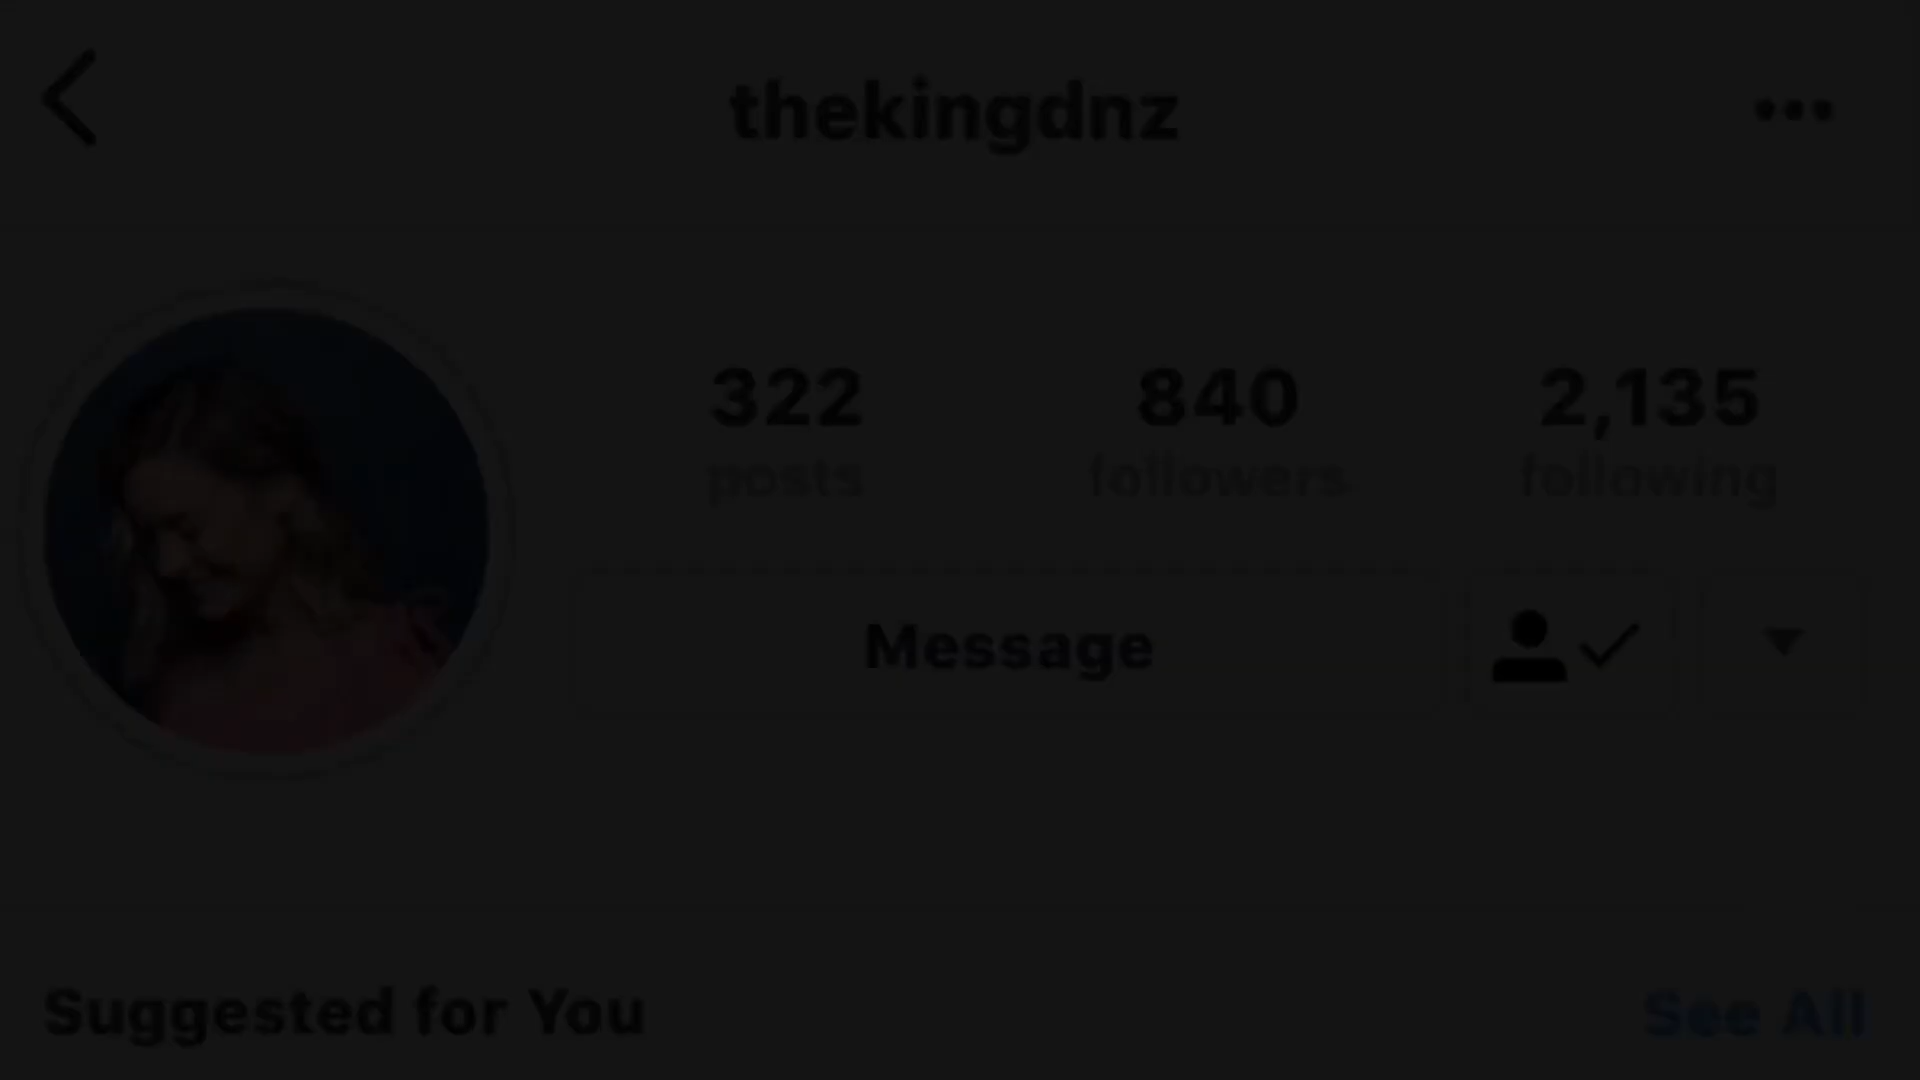 thekingdnz
322 840 2,135
posts followers following
Message
Suggested for You See All